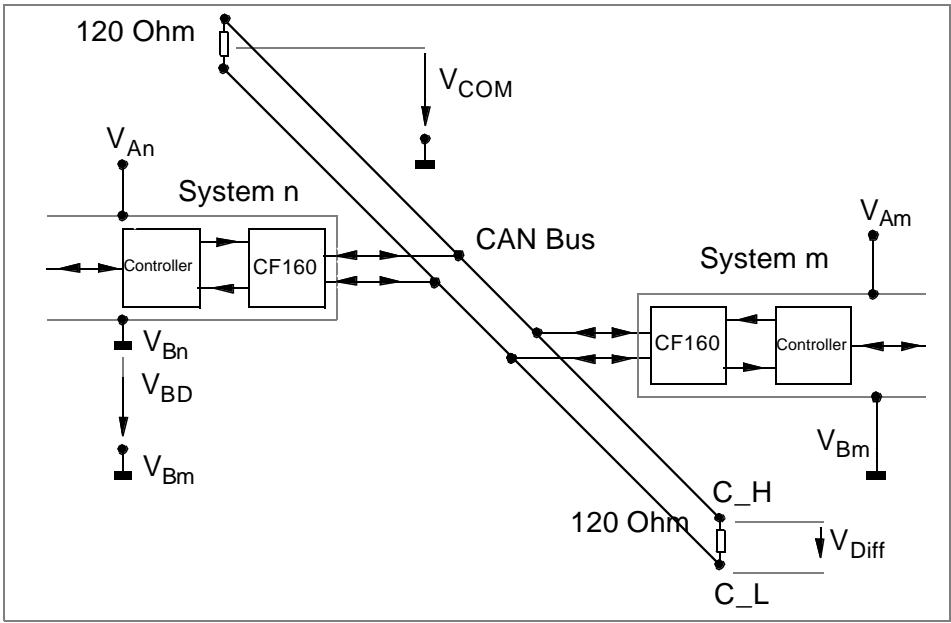 120 Ohm
V_COM
V_An
System n
CAN Bus
V_Am
System m
Controller
CF160
CF160
Controller
V_Bn
V_BD
V_Bm
V_Bm
C_H
120 Ohm
V_Diff
C_L